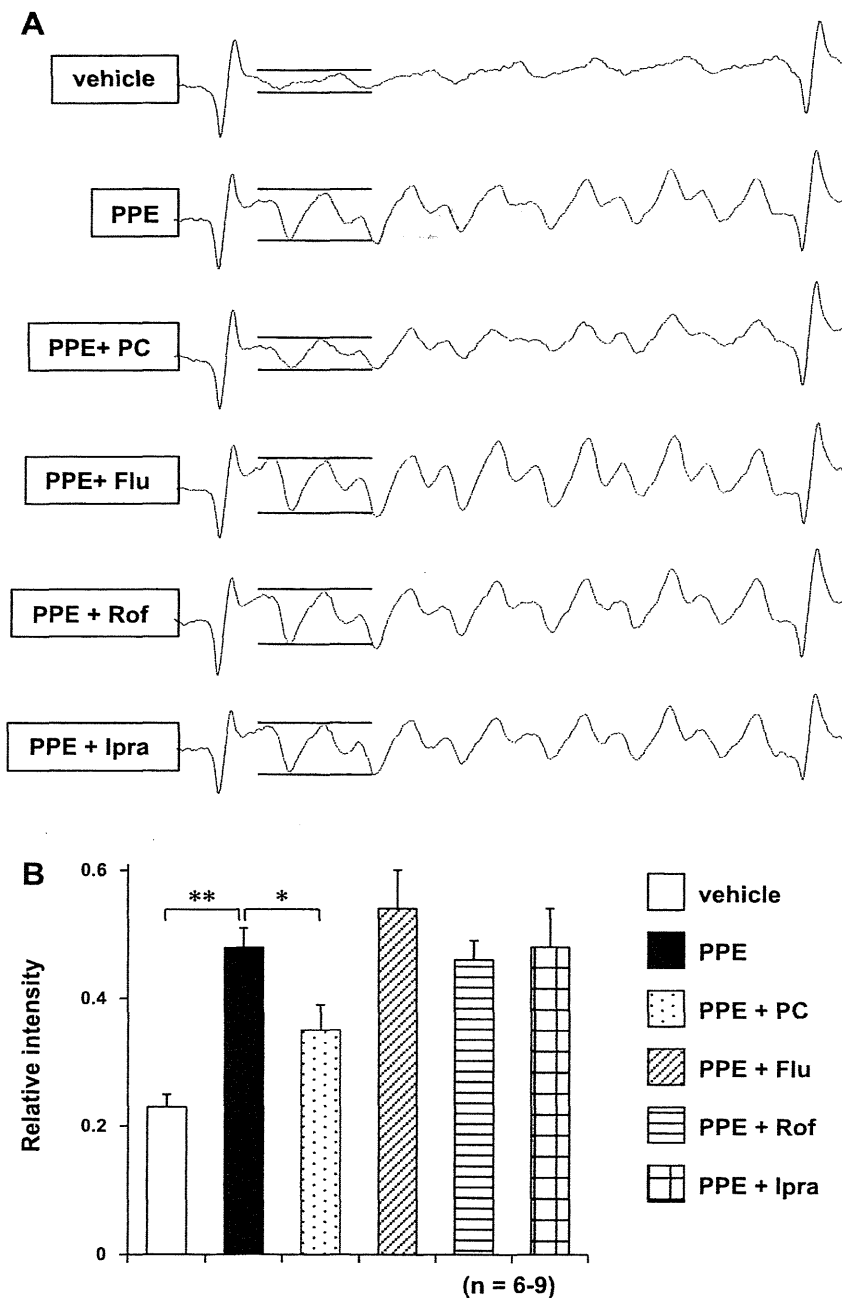 A
vehicle
PPE
PPE+ PC
PPE+ Flu
PPE + Rof
PPE + Ipra
B
0.6
0.4
0.2
0
Relative intensity
**
*
(n = 6-9)
vehicle
PPE
PPE + PC
PPE + Flu
PPE + Rof
PPE + Ipra